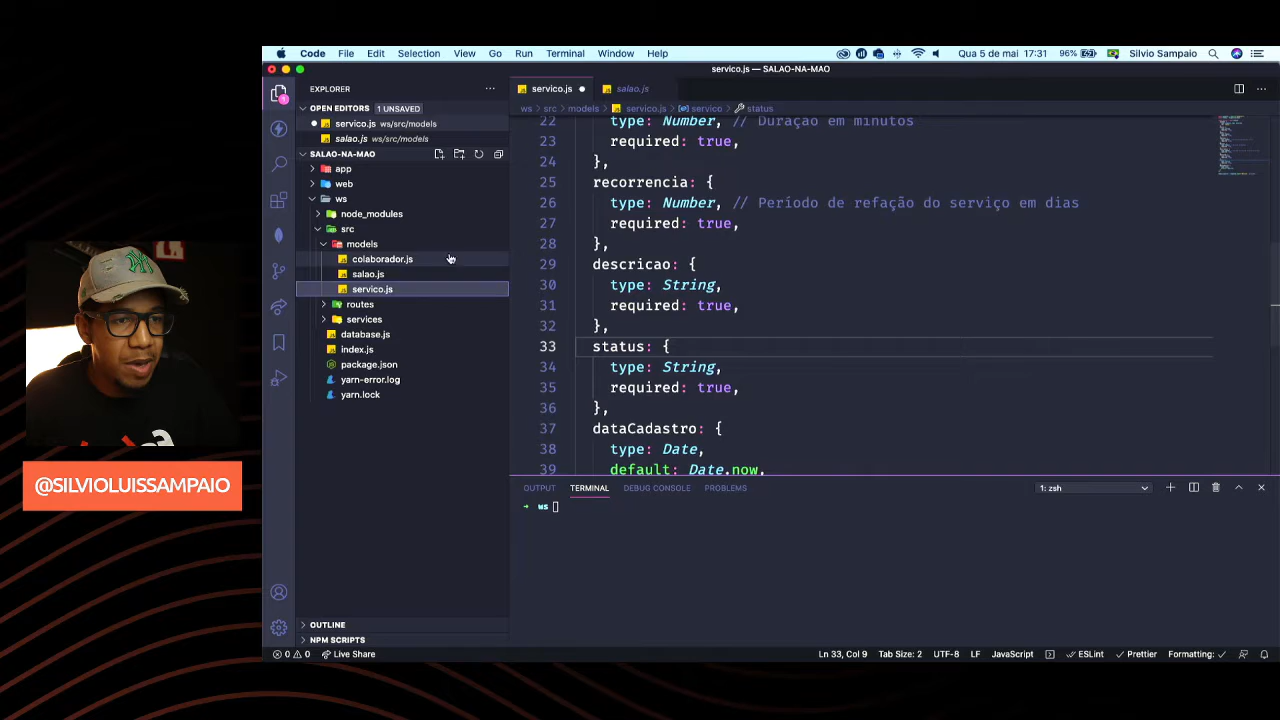 Code File Edit Selection View Go Run Terminal Window Help Qua 5 de mai 17:31 96% Silvio Sampaio
servico.js — SALAO-NA-MAO
EXPLORER
OPEN EDITORS 1 UNSAVED
servico.js ws/src/models
salao.js ws/src/models
SALAO-NA-MAO
app
web
ws
node_modules
src
models
colaborador.js
salao.js
servico.js
routes
services
database.js
index.js
package.json
yarn-error.log
yarn.lock
OUTLINE
NPM SCRIPTS
servico.js salao.js
ws > src > models > servico.js > servico > status
22 type: Number, // Duração em minutos
23 required: true,
24 },
25 recorrencia: {
26 type: Number, // Período de refação do serviço em dias
27 required: true,
28 },
29 descricao: {
30 type: String,
31 required: true,
32 },
33 status: {
34 type: String,
35 required: true,
36 },
37 dataCadastro: {
38 type: Date,
39 default: Date.now,
OUTPUT TERMINAL DEBUG CONSOLE PROBLEMS 1: zsh
→ ws
@SILVIOLUISSAMPAIO
0 0 Live Share Ln 33, Col 9 Tab Size: 2 UTF-8 LF JavaScript ESLint Prettier Formating: ✓